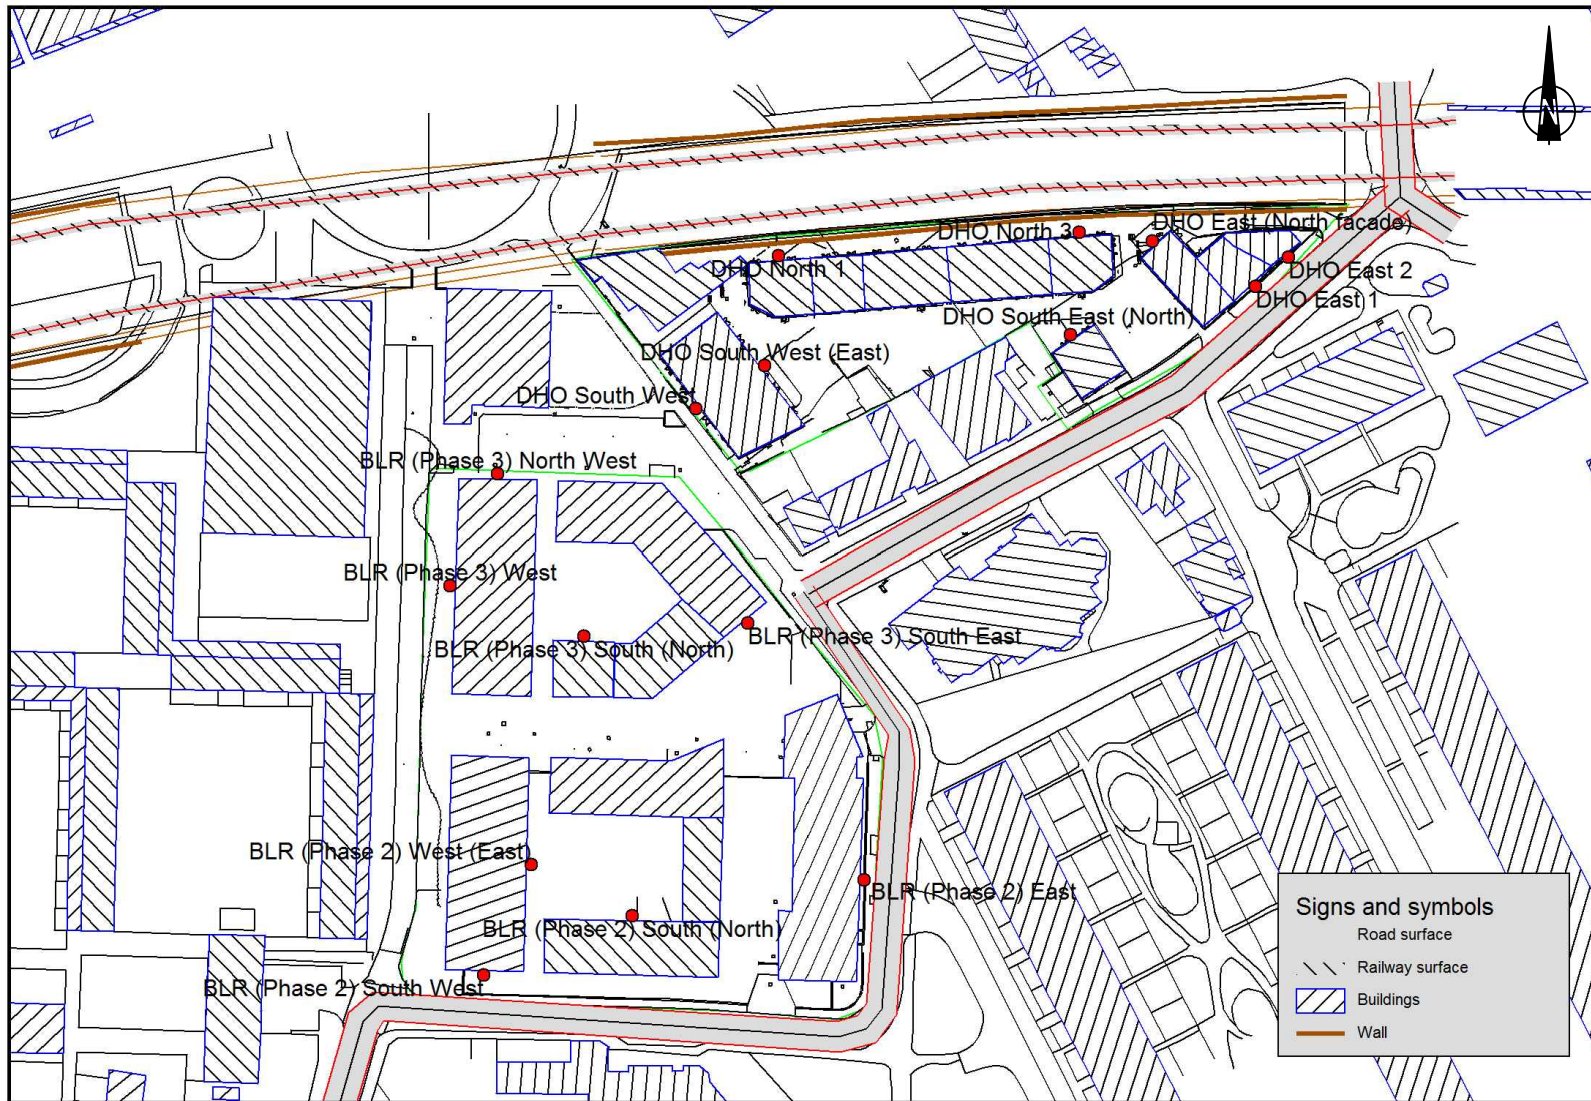 N
DHO East (North facade)
DHO North 3
DHO North 1
DHO East 2
DHO East 1
DHO South East (North)
DHO South West (East)
DHO South West
BLR (Phase 3) North West
BLR (Phase 3) West
BLR (Phase 3) South East
BLR (Phase 3) South (North)
BLR (Phase 2) West (East)
BLR (Phase 2) East
BLR (Phase 2) South (North)
BLR (Phase 2) South West
Signs and symbols
Road surface
Railway surface
Buildings
Wall